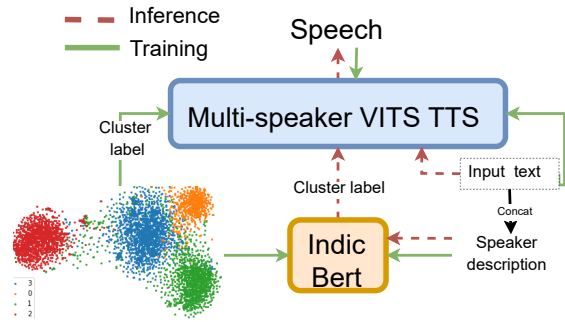 Inference
Training
Speech
Multi-speaker VITS TTS
Cluster
label
Input text
Cluster label
Concat
Speaker
description
Indic
Bert
3
0
1
2